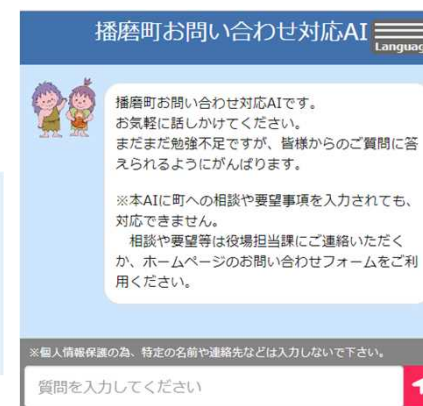 播磨町お問い合わせ対応AI
Languag
播磨町お問い合わせ対応AIです。
お気軽に話しかけてください。
まだまだ勉強不足ですが、皆様からのご質問に答
えられるようにがんばります。
※本AIに町への相談や要望事項を入力されても、
対応できません。
相談や要望等は役場担当課にご連絡いただく
か、ホームページのお問い合わせフォームをご利
用ください。
※個人情報保護の為、特定の名前や連絡先などは入力しないで下さい。
質問を入力してください